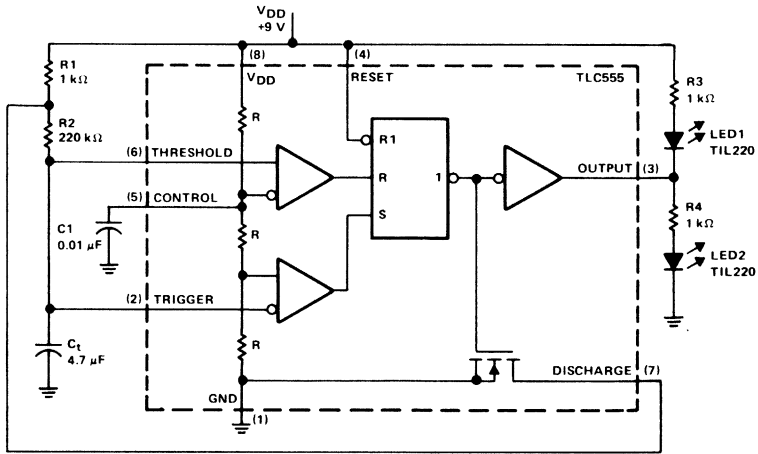 VDD
+9 V
(8)
(4)
R1
1 kΩ
VDD
RESET
TLC555
R3
1 kΩ
R
R2
220 kΩ
R1
LED1
TIL220
(6) THRESHOLD
OUTPUT (3)
R
1
(5) CONTROL
R4
1 kΩ
S
C1
0.01 µF
R
LED2
TIL220
(2) TRIGGER
R
Ct
4.7 µF
DISCHARGE (7)
GND
(1)